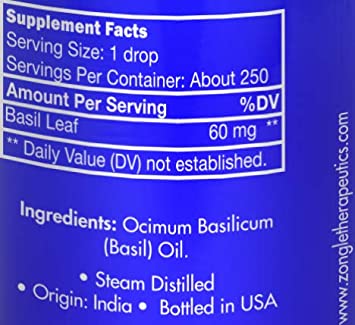 Supplement Facts
Serving Size: 1 drop
Servings Per Container: About 250
Amount Per Serving %DV
Basil Leaf 60 mg **
** Daily Value (DV) not established.
Ingredients: Ocimum Basilicum
(Basil) Oil.
• Steam Distilled
• Origin: India • Bottled in USA
www.zongletherapeutics.com